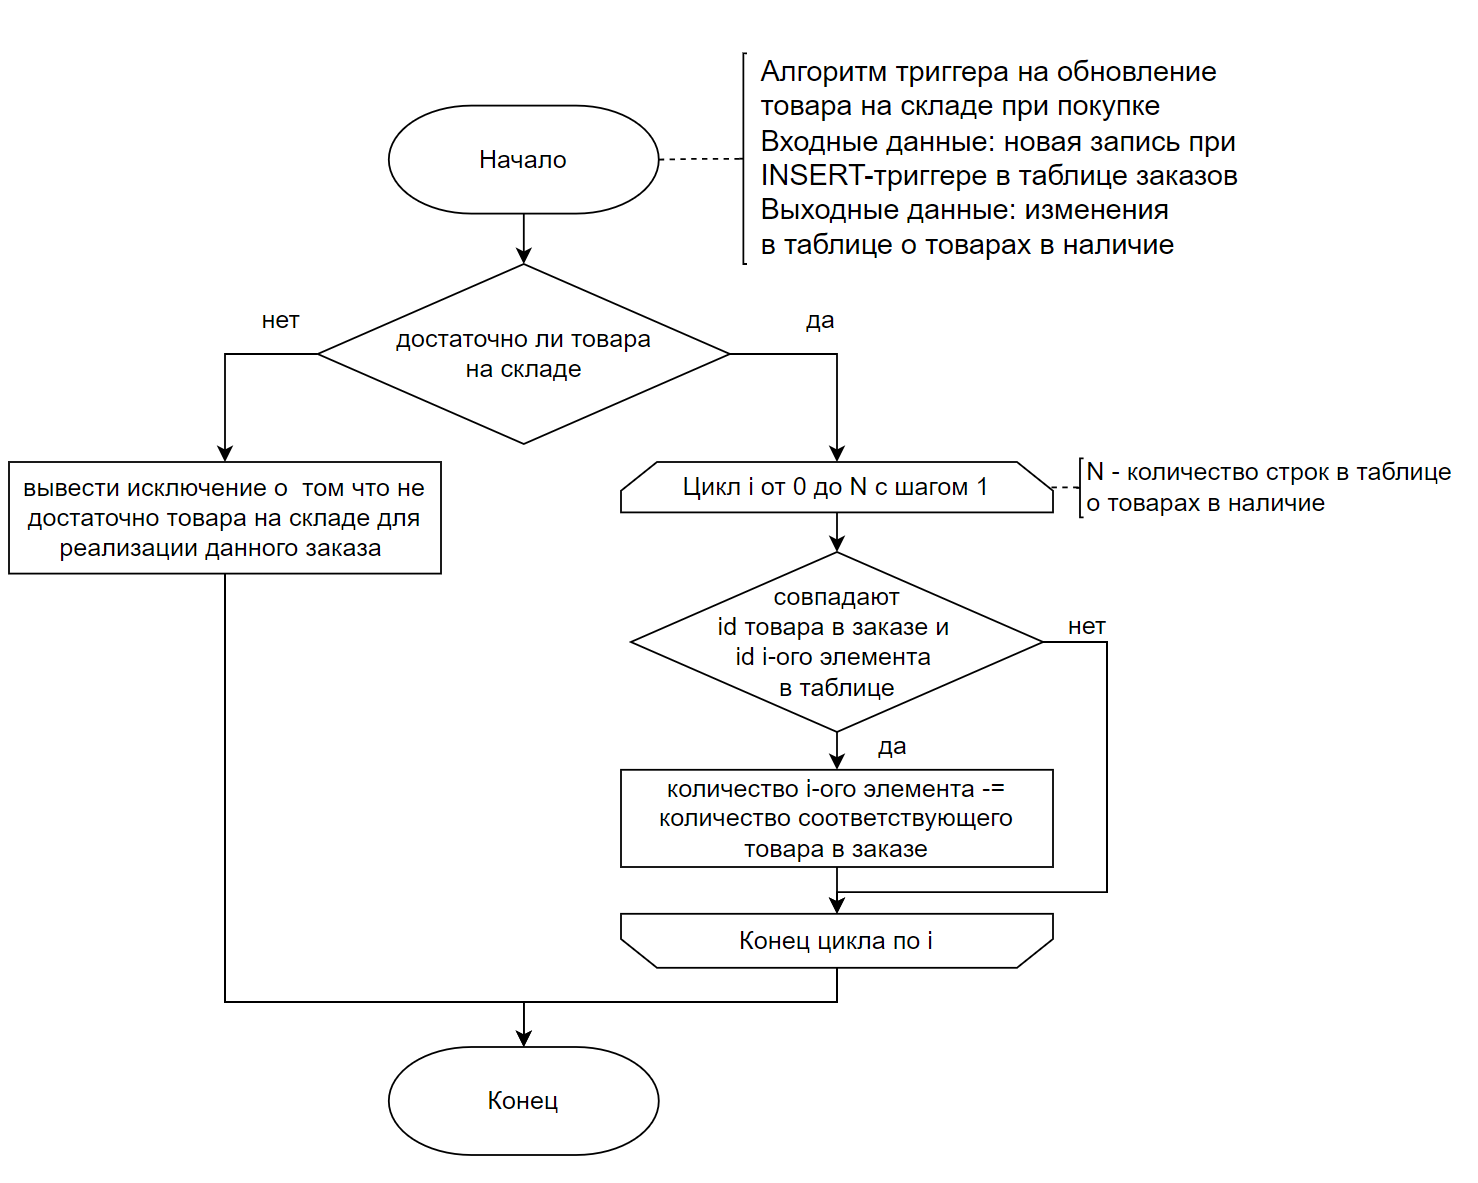 Алгоритм триггера на обновление
товара на складе при покупке
Входные данные: новая запись при
INSERT-триггере в таблице заказов
Выходные данные: изменения
в таблице о товарах в наличие
Начало
нет
да
достаточно ли товара
на складе
вывести исключение о  том что не
достаточно товара на складе для
реализации данного заказа
Цикл i от 0 до N с шагом 1
N - количество строк в таблице
о товарах в наличие
совпадают
id товара в заказе и
id i-ого элемента
в таблице
нет
да
количество i-ого элемента -=
количество соответствующего
товара в заказе
Конец цикла по i
Конец